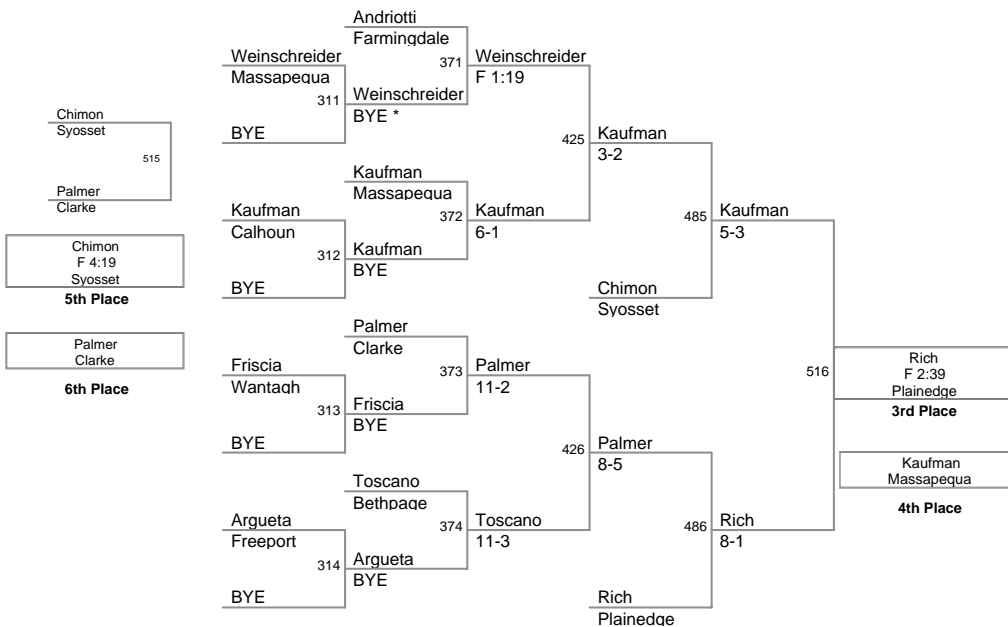 Andriotti
Farmingdale
Weinschreider
Massapequa
371
Weinschreider
F 1:19
311
Weinschreider
BYE *
BYE
Chimon
Syosset
515
Palmer
Clarke
425
Kaufman
3-2
Kaufman
Massapequa
Kaufman
Calhoun
372
Kaufman
6-1
312
Kaufman
BYE
BYE
485
Kaufman
5-3
Chimon
Syosset
Chimon
F 4:19
Syosset
5th Place
Palmer
Clarke
6th Place
Palmer
Clarke
Friscia
Wantagh
373
Palmer
11-2
313
Friscia
BYE
BYE
516
Rich
F 2:39
Plainedge
3rd Place
426
Palmer
8-5
Kaufman
Massapequa
4th Place
Toscano
Bethpage
Argueta
Freeport
374
Toscano
11-3
314
Argueta
BYE
BYE
486
Rich
8-1
Rich
Plainedge